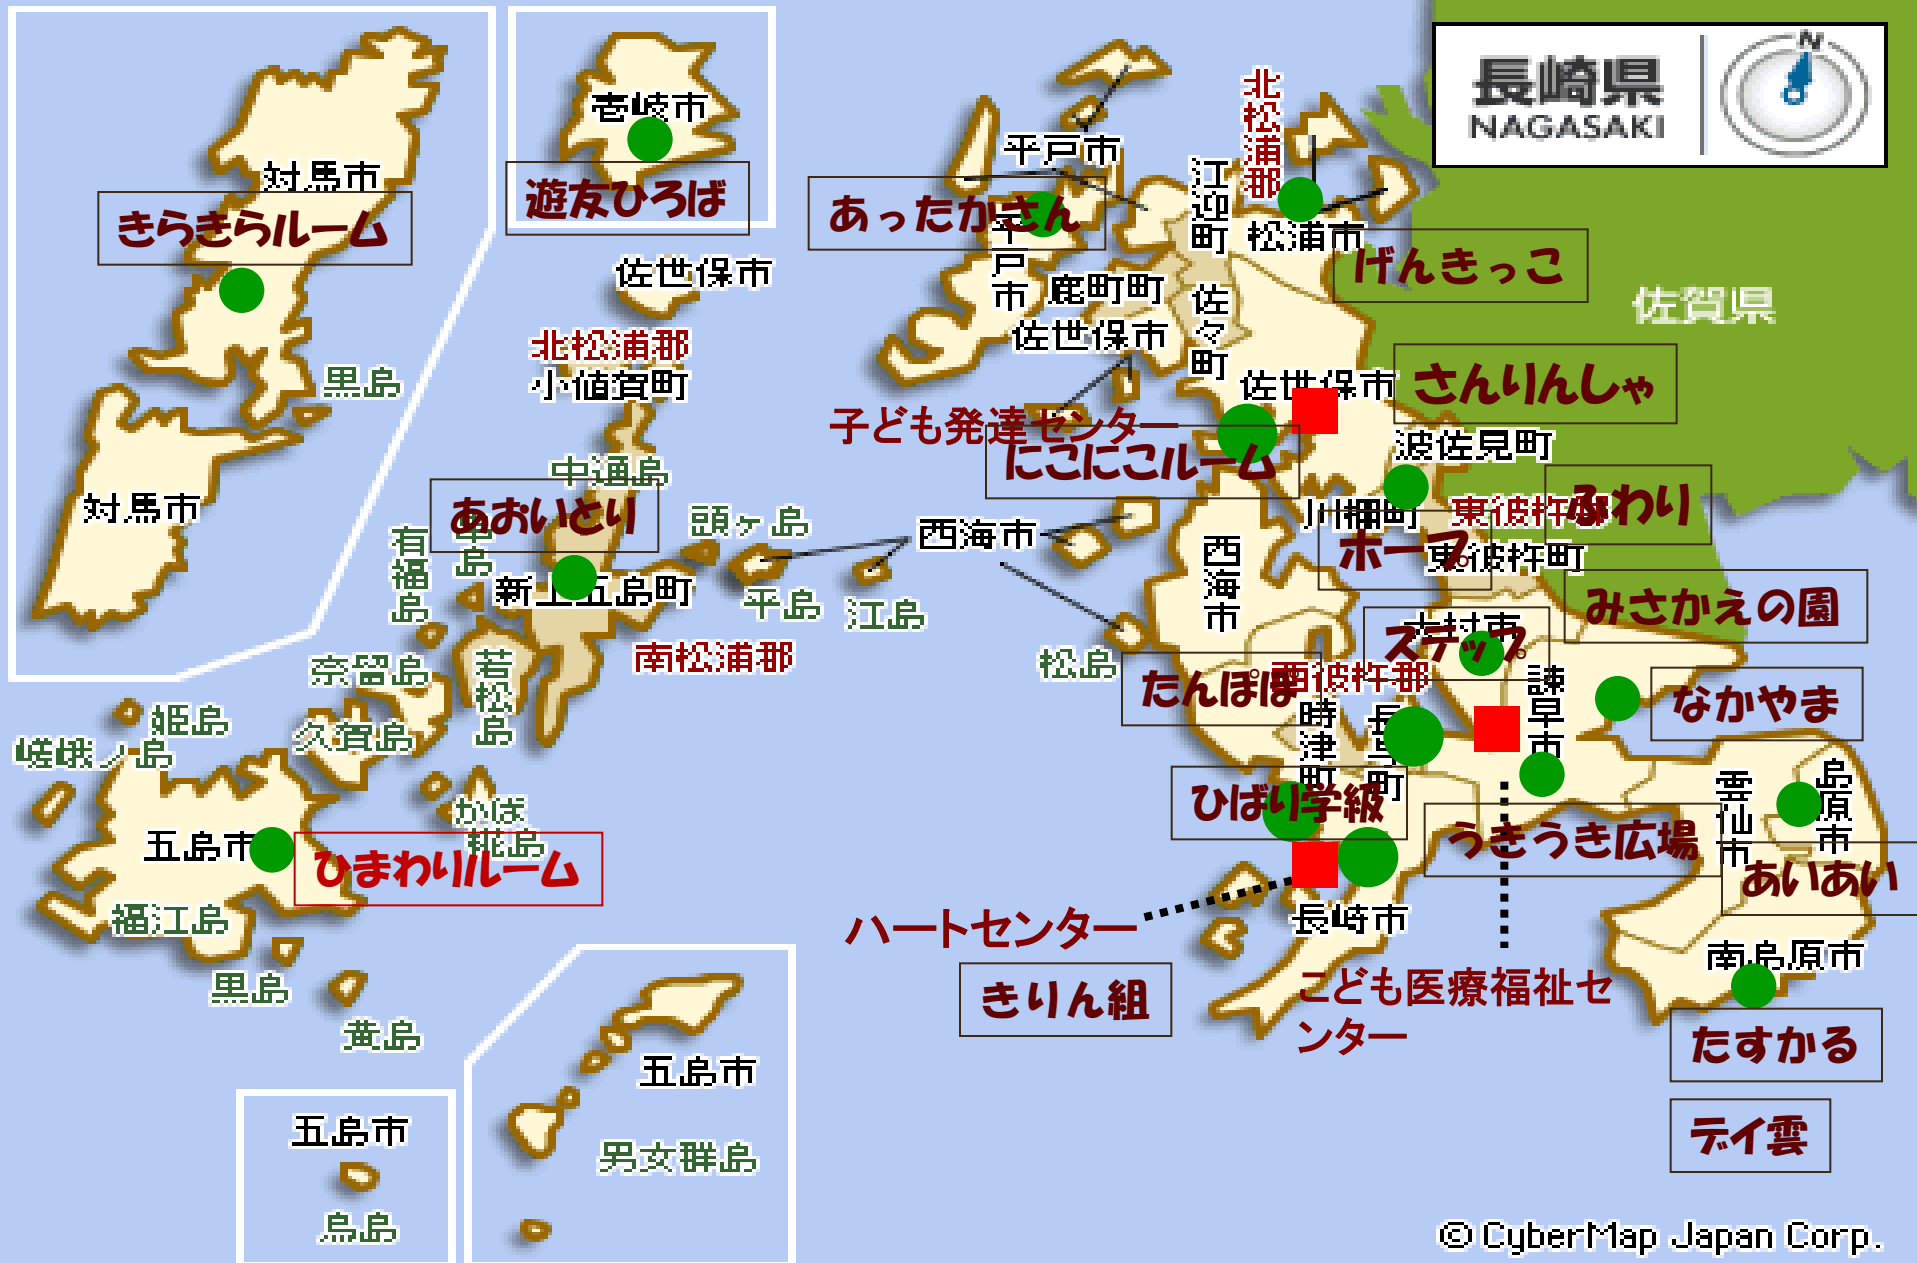 長崎県
NAGASAKI
N
北松浦郡
壱岐市
遊友ひろば
対馬市
きらきらルーム
平戸市
江迎町
あったかさん
平戸市
松浦市
げんきっこ
佐賀県
佐世保市
鹿町町
佐々町
佐世保市
北松浦郡
小値賀町
黒島
佐世保市
さんりんしゃ
子ども発達センター
にこにこルーム
波佐見町
中通島
対馬市
あおいとり
頭ヶ島
西海市
川棚町
東彼杵郡
ふわり
有福島
ホープ。
東彼杵町
西海市
新上五島町
平島
江島
みさかえの園
大村市
ステップ。
南松浦郡
松島
奈留島
若松島
たんぽぽ
西彼杵郡
諫早市
なかやま
姫島
嵯峨ノ島
久賀島
時津町
長与町
ひばり学級
かば
椛島
五島市
ひまわりルーム
うきうき広場
雲仙市
島原市
あいあい
福江島
ハートセンター
長崎市
南島原市
黒島
きりん組
こども医療福祉セ
ンター
黄島
たすかる
五島市
五島市
デイ雲
男女群島
鳥島
© CyberMap Japan Corp.